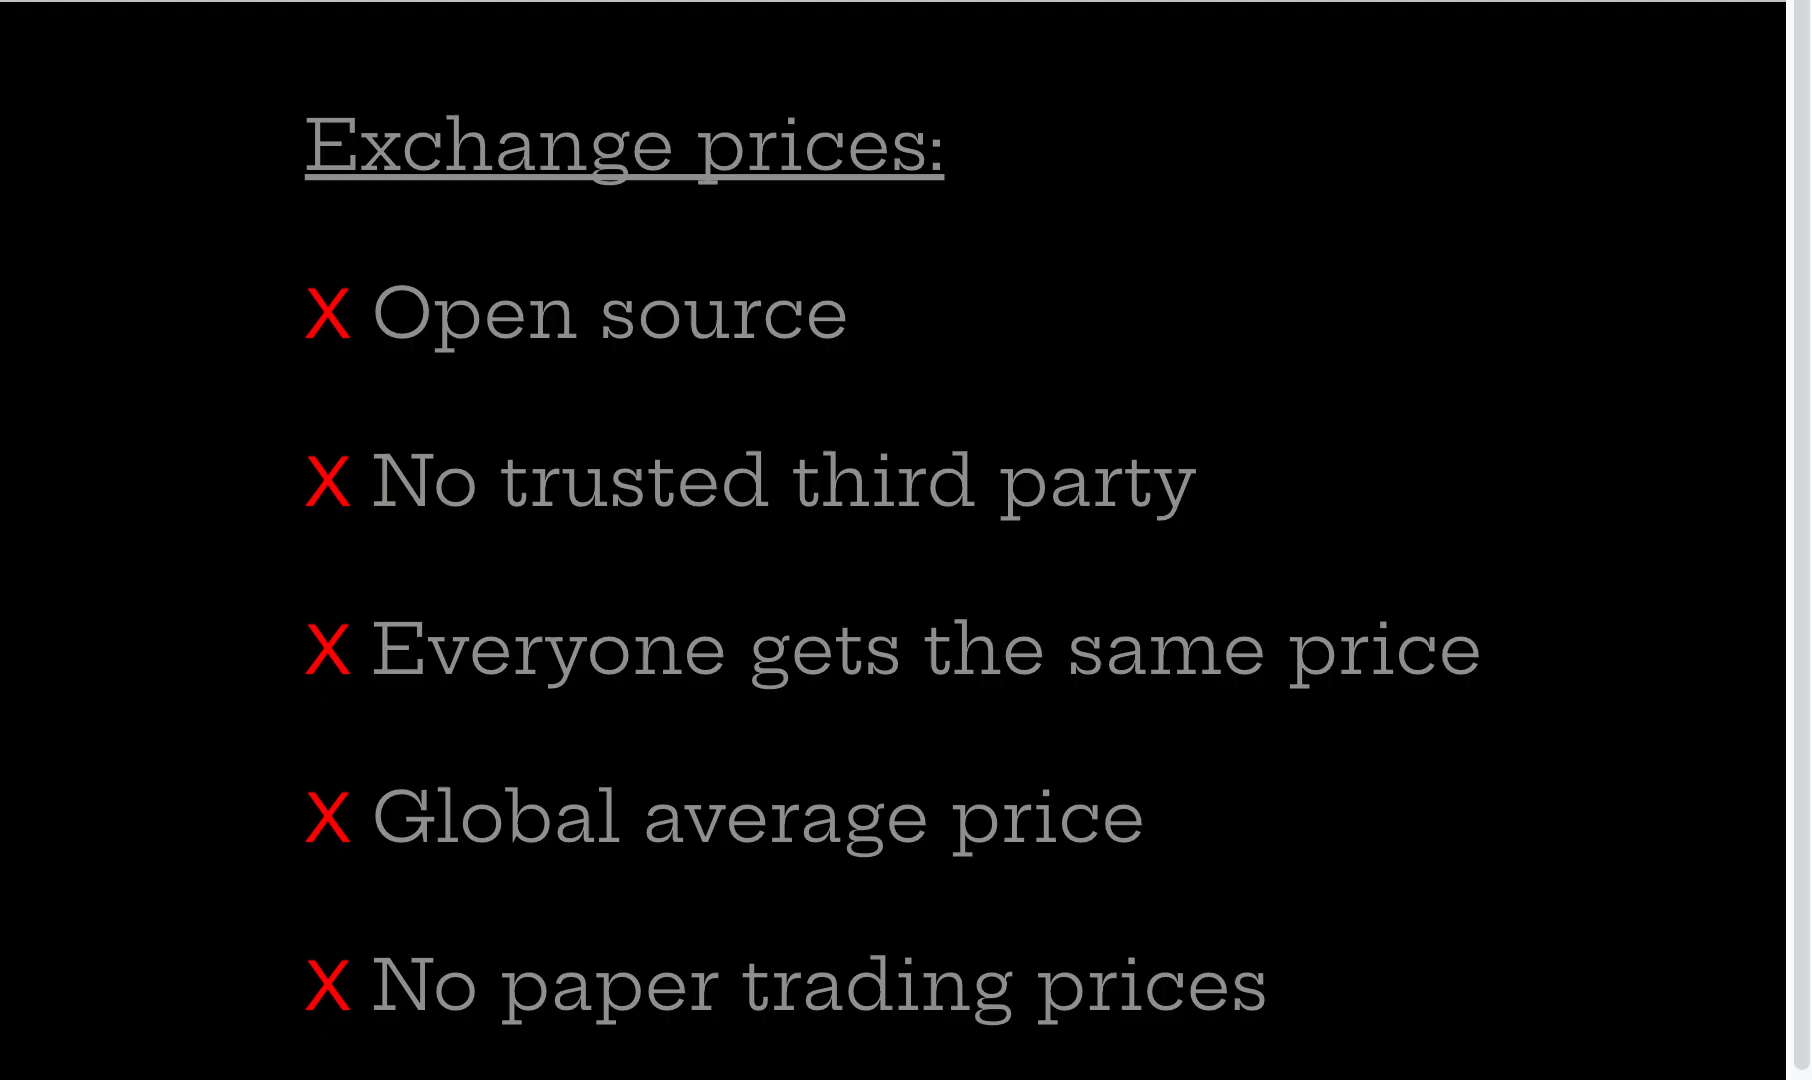 Exchange prices:
X Open source
X No trusted third party
X Everyone gets the same price
X Global average price
X No paper trading prices